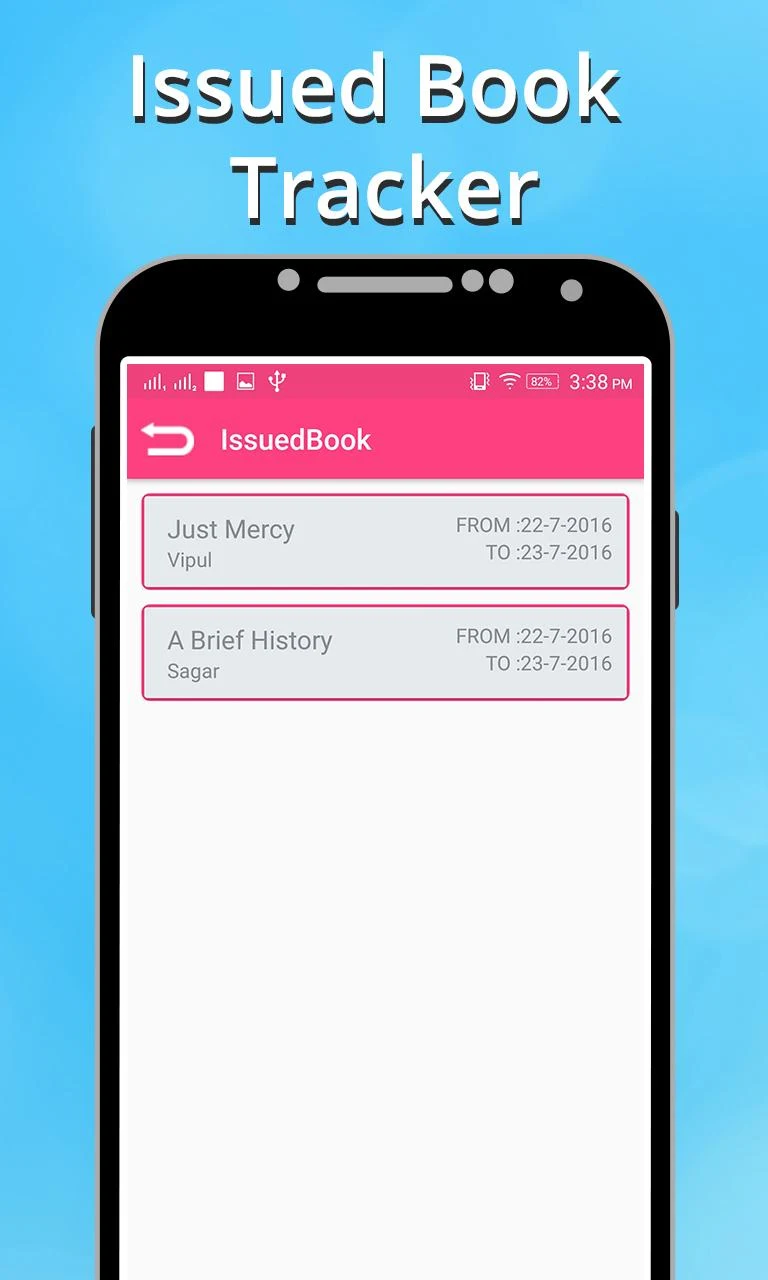 Issued Book
Tracker
82% 3:38 PM
IssuedBook
Just Mercy
FROM :22-7-2016
Vipul
TO :23-7-2016
A Brief History
FROM :22-7-2016
Sagar
TO :23-7-2016